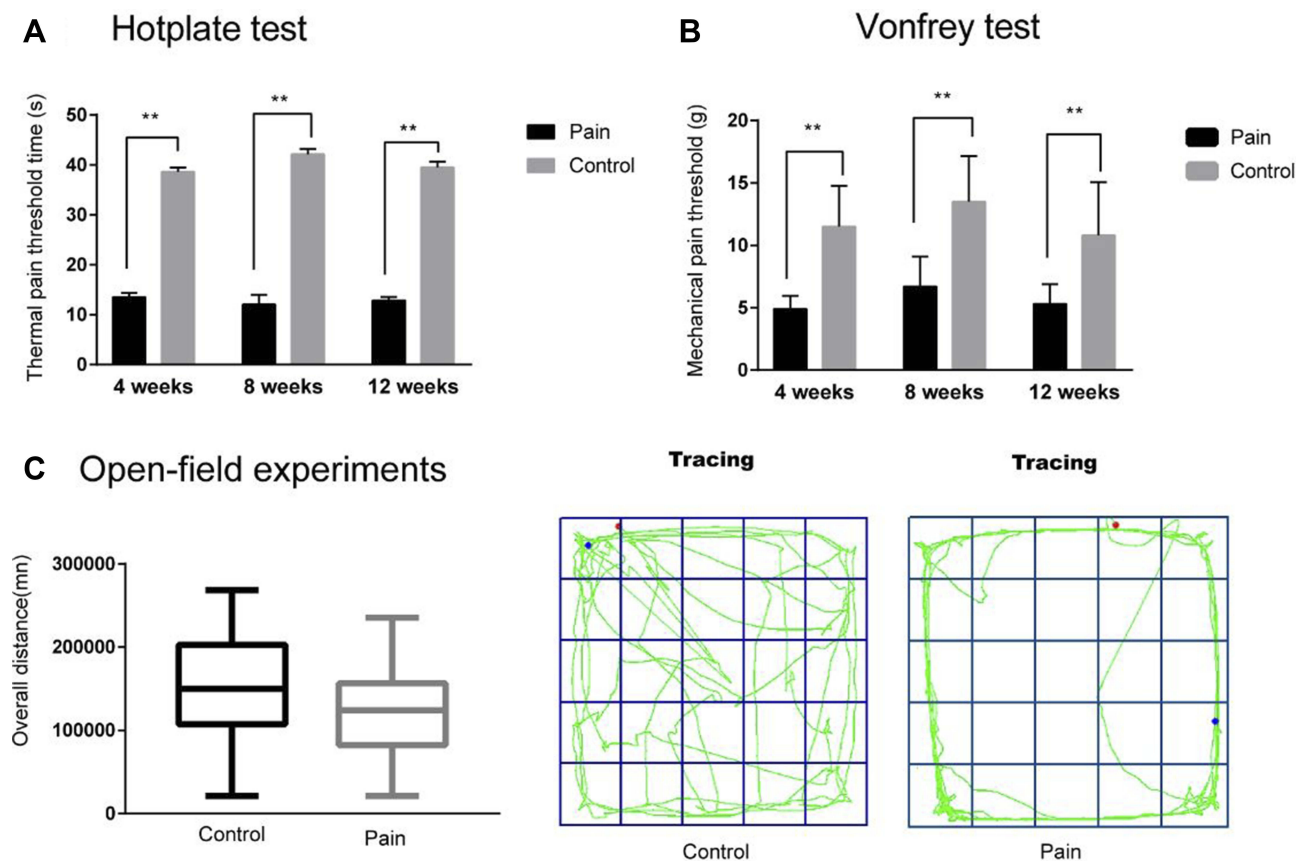 A Hotplate test
Thermal pain threshold time (s)
50
40
30
20
10
0
**
**
**
4 weeks
8 weeks
12 weeks
Pain
Control
B Vonfrey test
Mechanical pain threshold (g)
20
15
10
5
0
**
**
**
4 weeks
8 weeks
12 weeks
Pain
Control
C Open-field experiments
Overall distance(mn)
300000
200000
100000
0
Control
Pain
Tracing
Control
Tracing
Pain